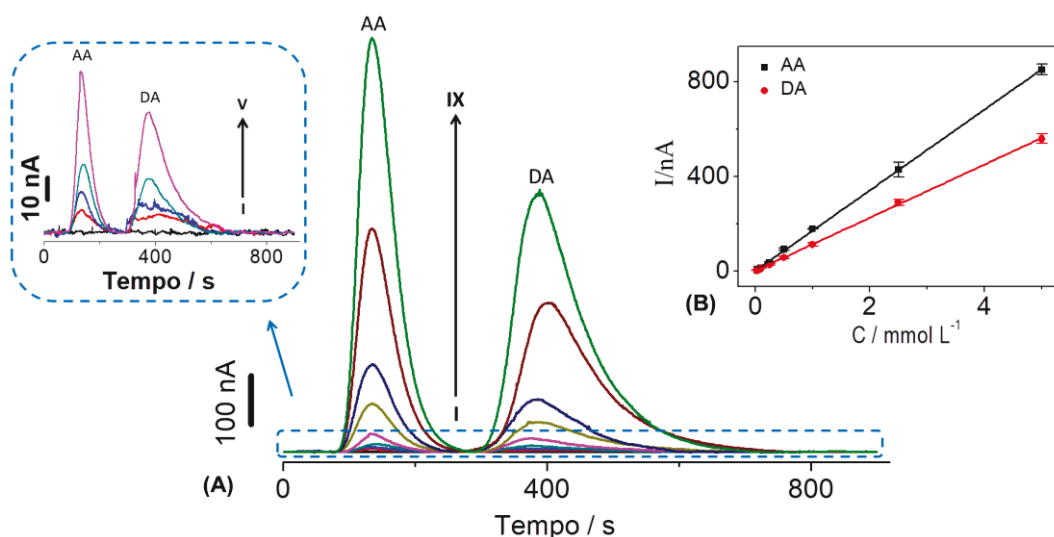 AA
DA
V
I
10 nA
0
400
800
Tempo / s
AA
IX
DA
I
100 nA
(A)
0
400
800
Tempo / s
AA
DA
800
400
0
I/nA
(B)
0
2
4
C / mmol L⁻¹